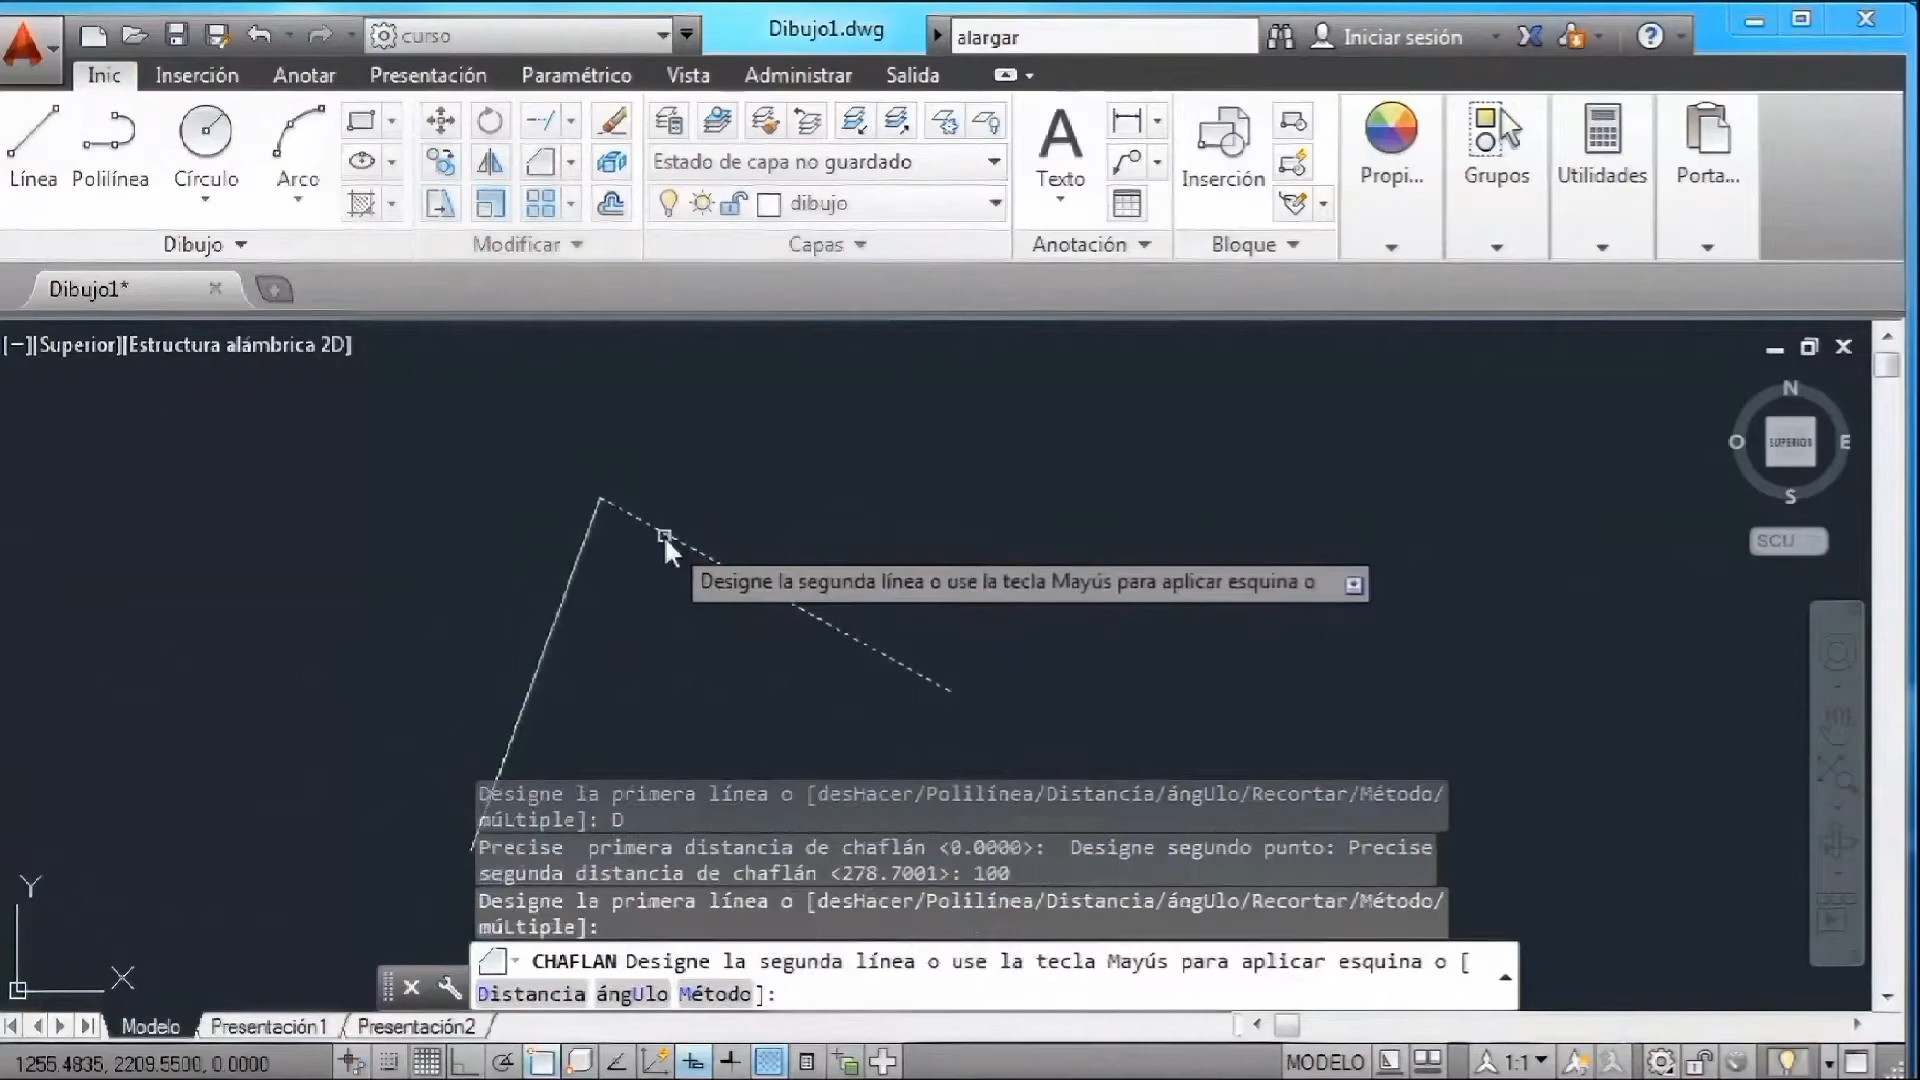 curso
Dibujo1.dwg
alargar
Iniciar sesión
Inic
Inserción
Anotar
Presentación
Paramétrico
Vista
Administrar
Salida
Línea
Polilínea
Círculo
Arco
Estado de capa no guardado
dibujo
A
Texto
Inserción
Propi...
Grupos
Utilidades
Porta...
Dibujo
Modificar
Capas
Anotación
Bloque
Dibujo1*
[−][Superior][Estructura alámbrica 2D]
N
O
SUPERIOR
E
S
SCU
Designe la segunda línea o use la tecla Mayús para aplicar esquina o
Designe la primera línea o [desHacer/Polilínea/Distancia/ángUlo/Recortar/Método/
múLtiple]: D
Precise  primera distancia de chaflán <0.0000>:  Designe segundo punto: Precise
segunda distancia de chaflán <278.7001>: 100
Designe la primera línea o [desHacer/Polilínea/Distancia/ángUlo/Recortar/Método/
múLtiple]:
CHAFLAN Designe la segunda línea o use la tecla Mayús para aplicar esquina o [
Distancia ángUlo Método]:
Y
X
Modelo
Presentación1
Presentación2
1255.4835, 2209.5500, 0.0000
MODELO
1:1